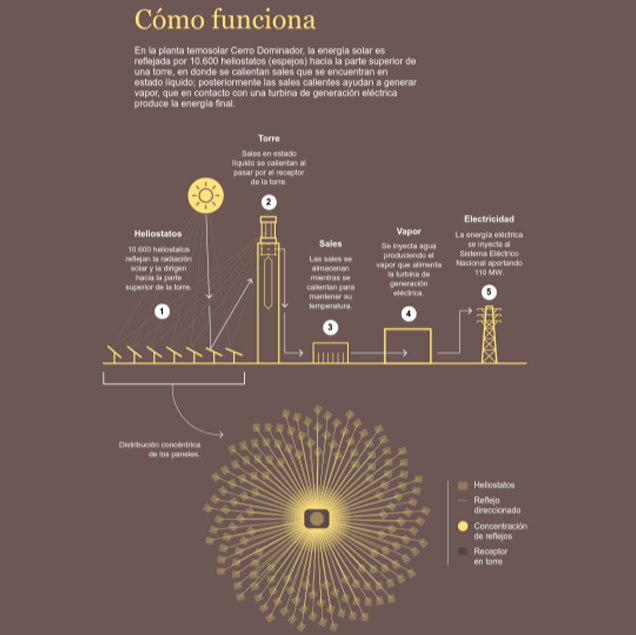 Cómo funciona
En la planta temosolar Cerro Dominador, la energía solar es
reflejada por 10.600 heliostatos (espejos) hacia la parte superior de
una torre, en donde se calientan sales que se encuentran en
estado líquido; posteriormente las sales calientes ayudan a generar
vapor, que en contacto con una turbina de generación eléctrica
produce la energía final.
Torre
Sales en estado
líquido se calientan al
pasar por el receptor
de la torre.
2
Heliostatos
10.600 heliostatos
reflejan la radiación
solar y la dirigen
hacia la parte
superior de la torre.
1
Sales
Las sales se
almacenan
mientras se
calientan para
mantener su
temperatura.
3
Vapor
Se inyecta agua
produciendo el
vapor que alimenta
la turbina de
generación
eléctrica.
4
Electricidad
La energía eléctrica
se inyecta al
Sistema Eléctrico
Nacional aportando
110 MW.
5
Distribución concéntrica
de los paneles.
Heliostatos
Reflejo
direccionado
Concentración
de reflejos
Receptor
en torre